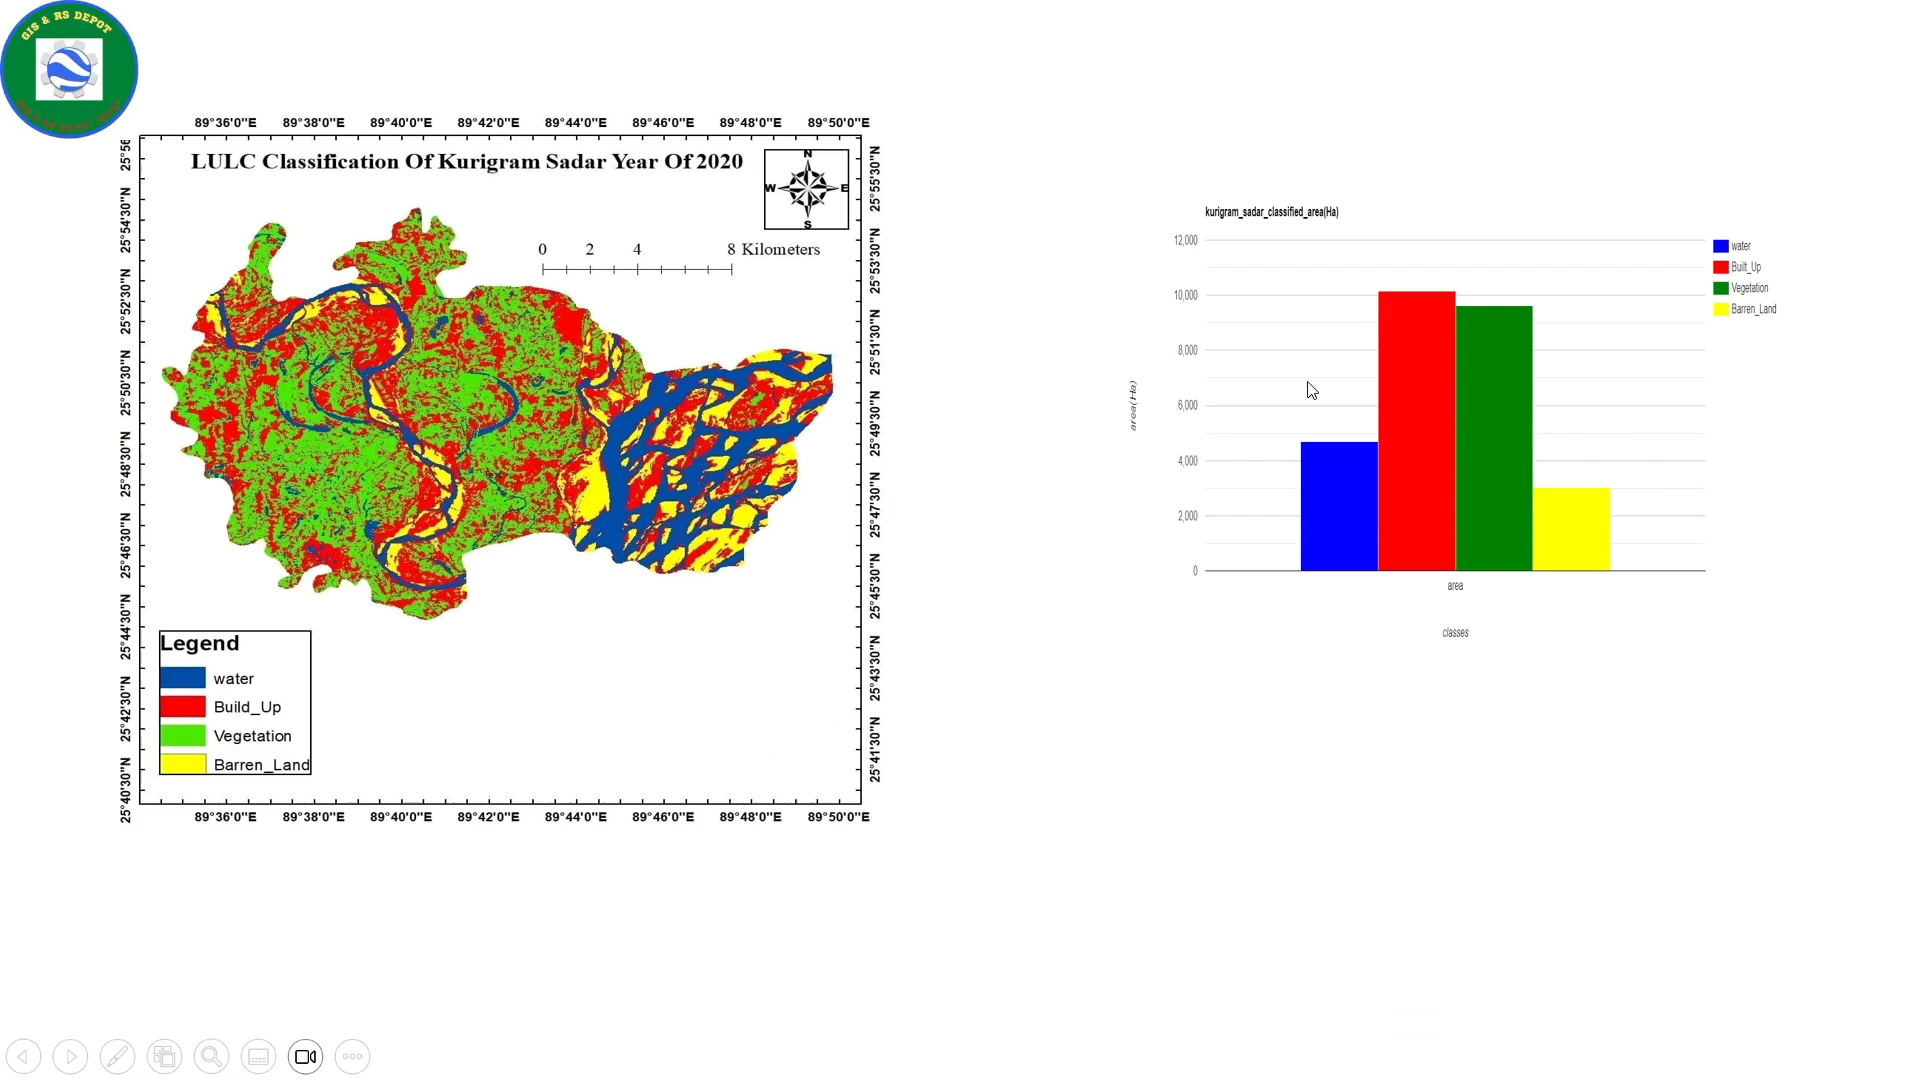 GIS & RS DEPOT
89°36'0"E 89°38'0"E 89°40'0"E 89°42'0"E 89°44'0"E 89°46'0"E 89°48'0"E 89°50'0"E
LULC Classification Of Kurigram Sadar Year Of 2020
N
W E
S
0 2 4 8 Kilometers
25°54'30"N
25°52'30"N
25°50'30"N
25°48'30"N
25°46'30"N
25°44'30"N
25°42'30"N
25°40'30"N
25°55'30"N
25°53'30"N
25°51'30"N
25°49'30"N
25°47'30"N
25°45'30"N
25°43'30"N
25°41'30"N
Legend
water
Build_Up
Vegetation
Barren_Land
89°36'0"E 89°38'0"E 89°40'0"E 89°42'0"E 89°44'0"E 89°46'0"E 89°48'0"E 89°50'0"E
kurigram_sadar_classified_area(Ha)
12,000
10,000
8,000
6,000
4,000
2,000
0
area(Ha)
area
classes
water
Built_Up
Vegetation
Barren_Land